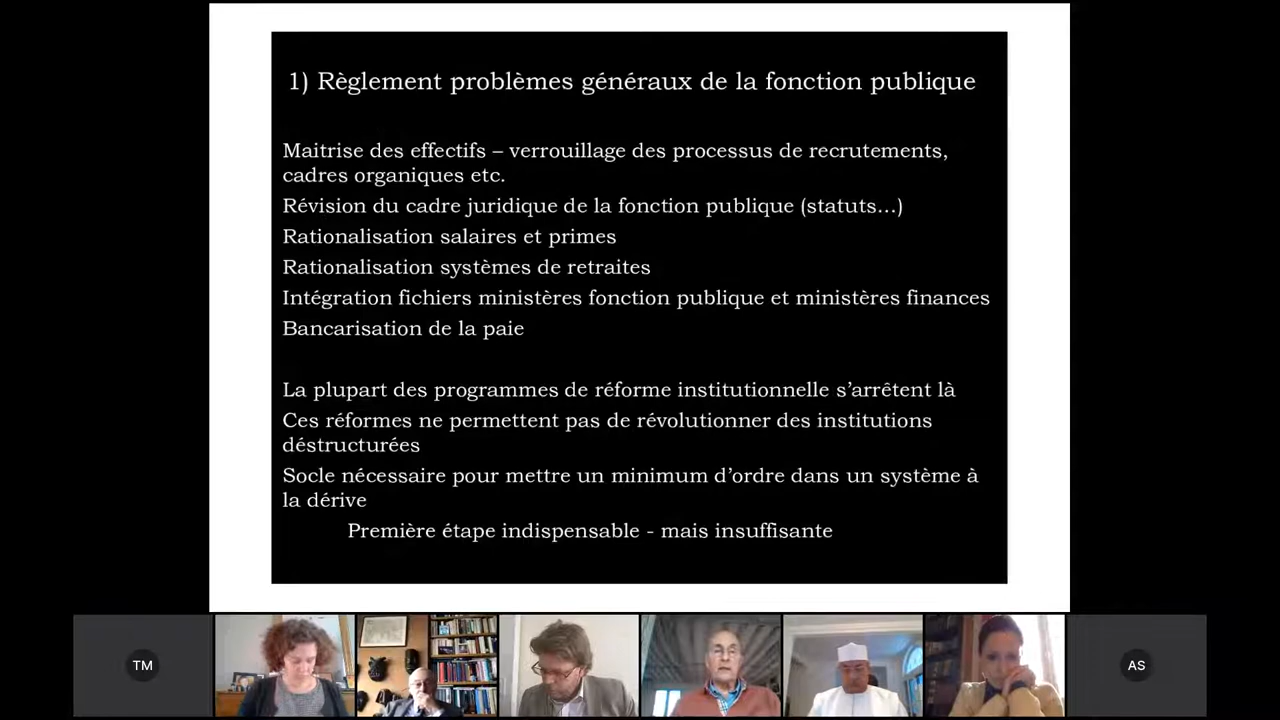 1) Règlement problèmes généraux de la fonction publique
Maitrise des effectifs – verrouillage des processus de recrutements,
cadres organiques etc.
Révision du cadre juridique de la fonction publique (statuts…)
Rationalisation salaires et primes
Rationalisation systèmes de retraites
Intégration fichiers ministères fonction publique et ministères finances
Bancarisation de la paie
La plupart des programmes de réforme institutionnelle s’arrêtent là
Ces réformes ne permettent pas de révolutionner des institutions
déstructurées
Socle nécessaire pour mettre un minimum d’ordre dans un système à
la dérive
Première étape indispensable - mais insuffisante
TM
AS